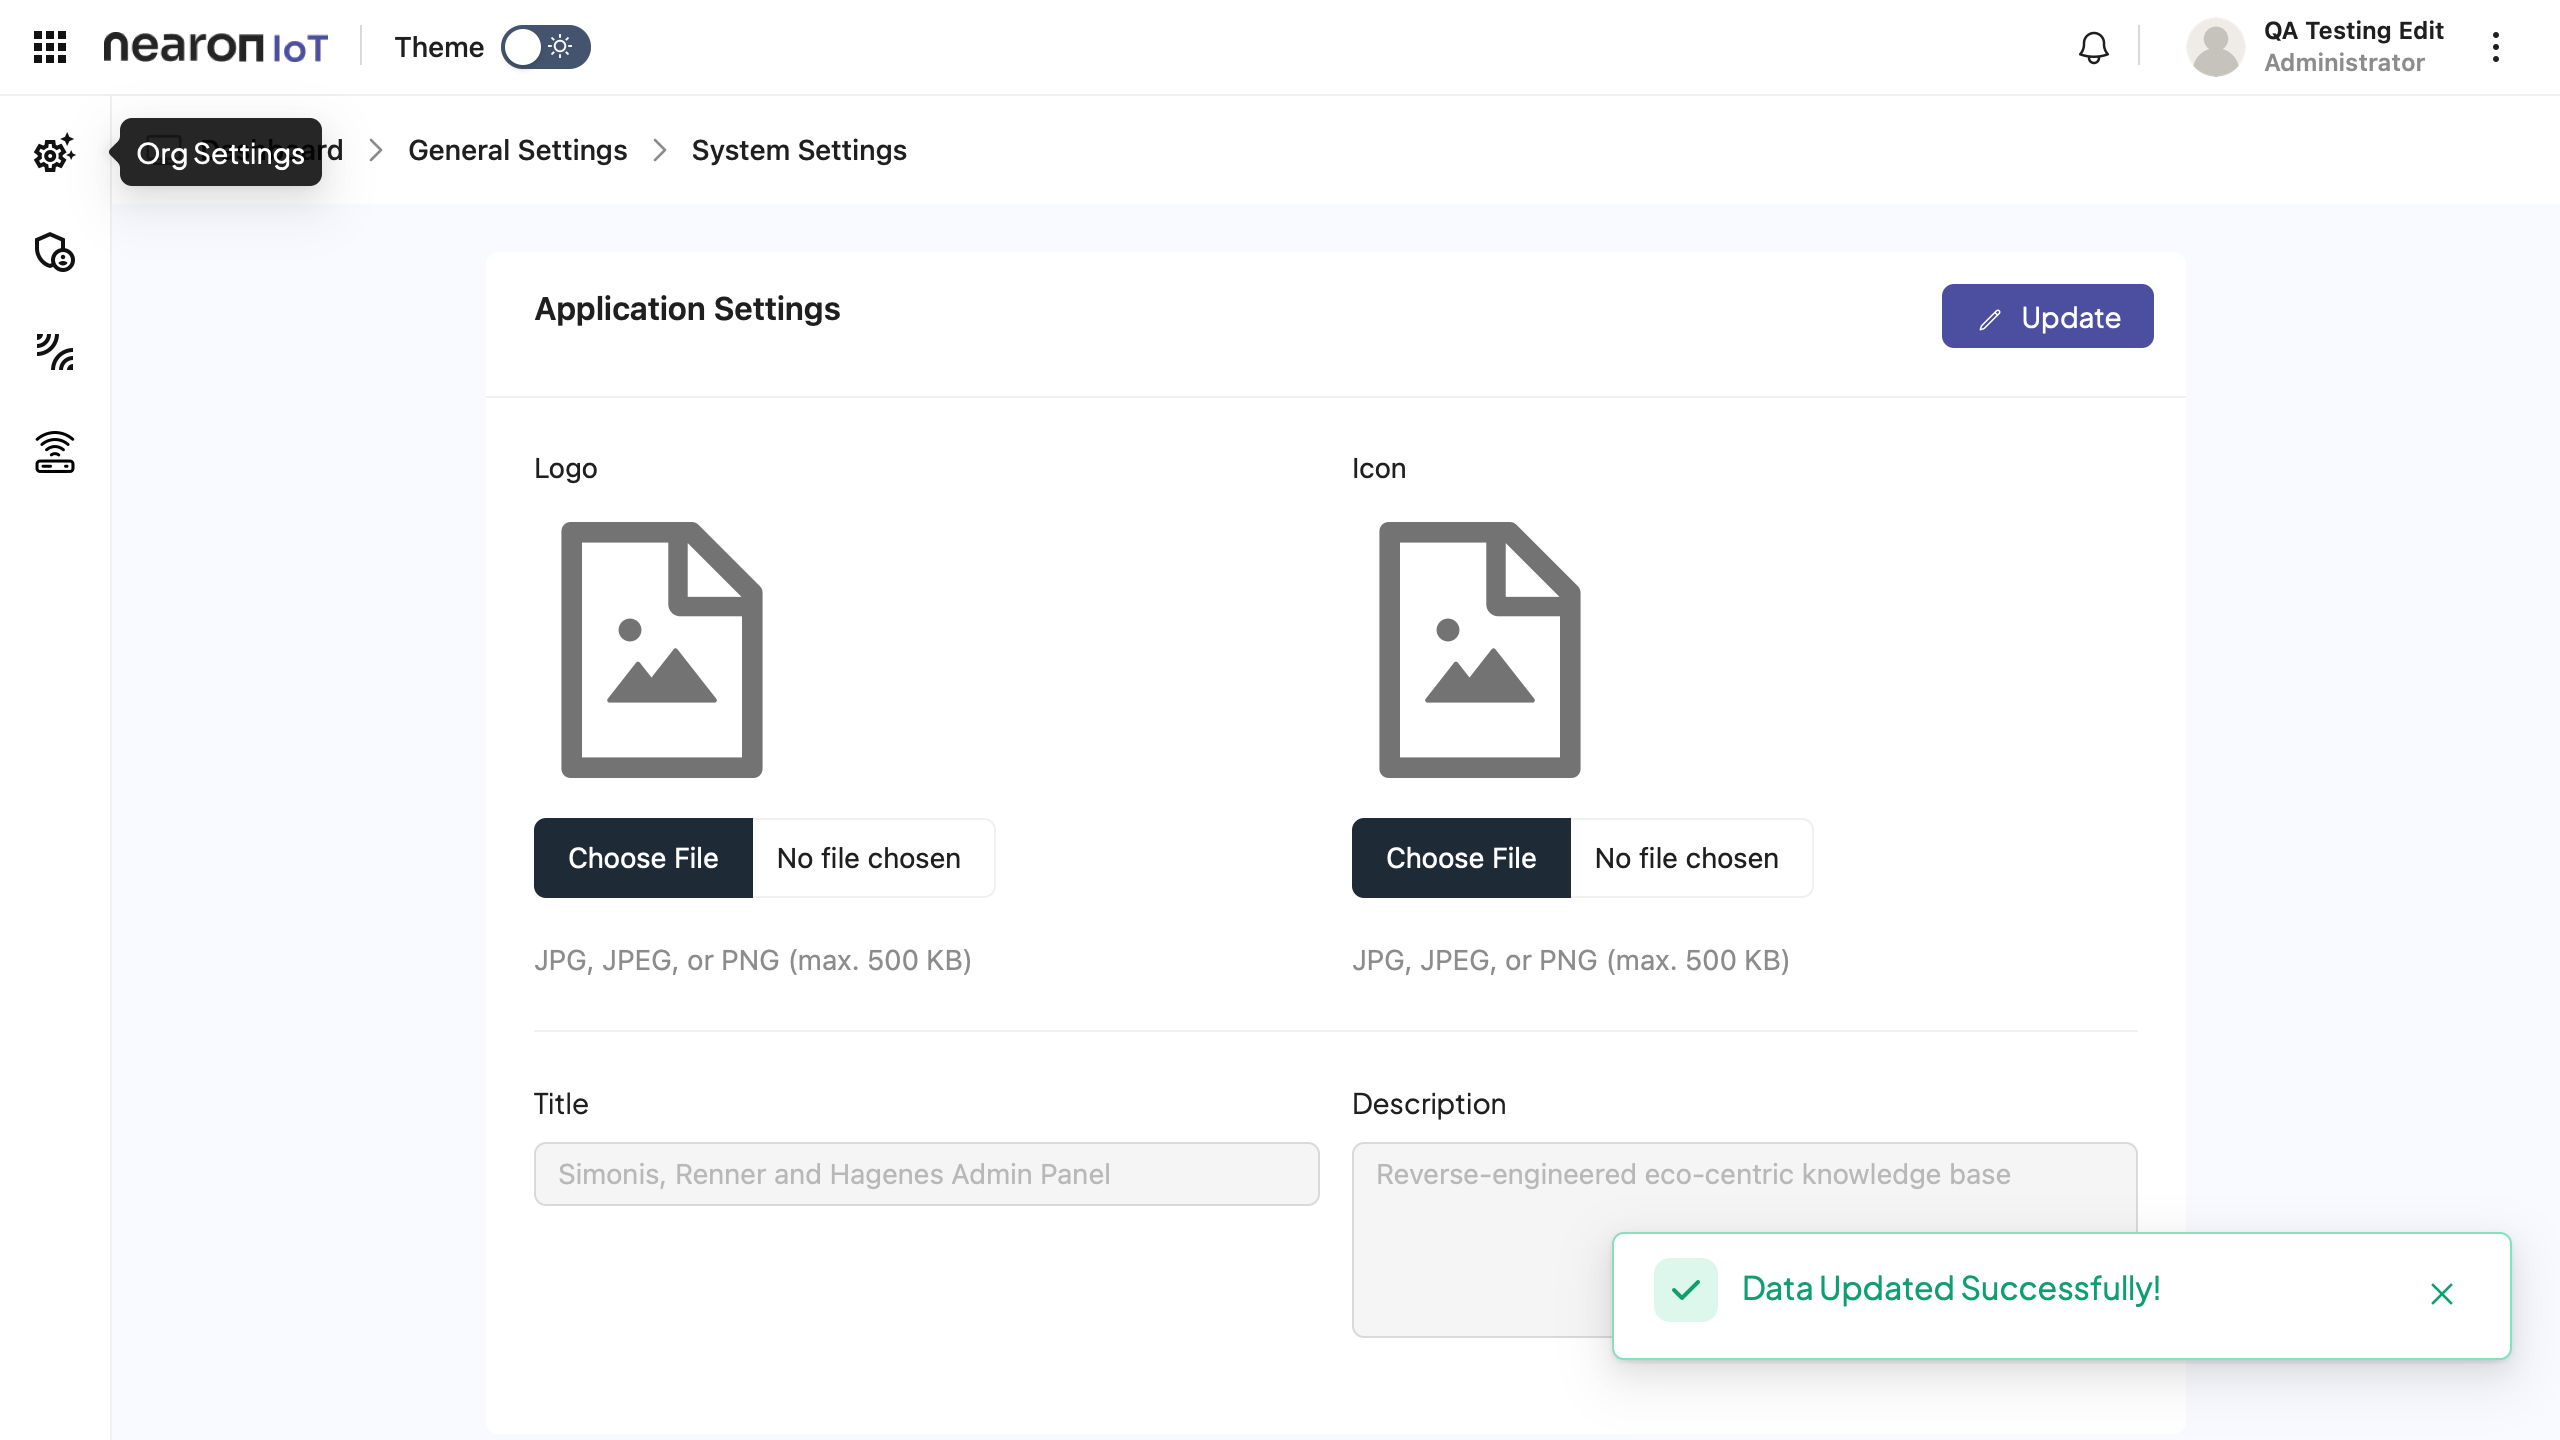 nearon IoT
Theme
QA Testing Edit
Administrator
Org Settings
Dashboard > General Settings > System Settings
Application Settings
Update
Logo
Icon
Choose File No file chosen
Choose File No file chosen
JPG, JPEG, or PNG (max. 500 KB)
JPG, JPEG, or PNG (max. 500 KB)
Title
Description
Simonis, Renner and Hagenes Admin Panel
Reverse-engineered eco-centric knowledge base
Data Updated Successfully!